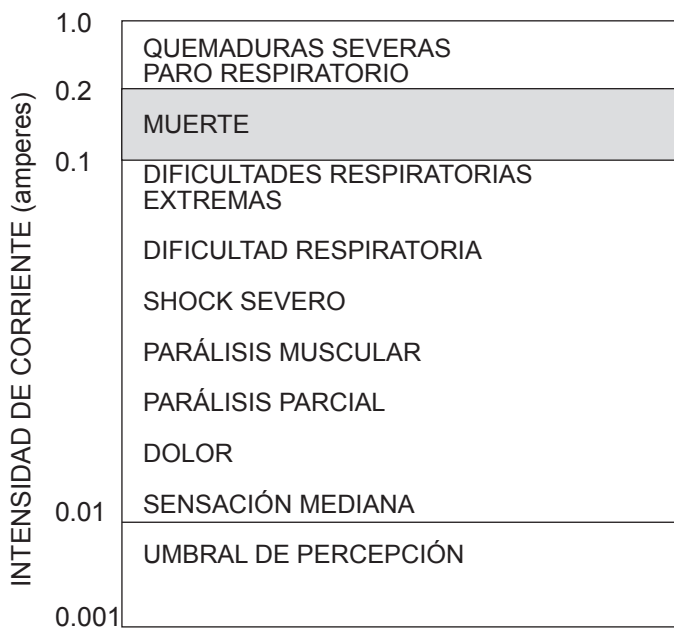 1.0
QUEMADURAS SEVERAS
PARO RESPIRATORIO
0.2
MUERTE
0.1
DIFICULTADES RESPIRATORIAS
EXTREMAS
DIFICULTAD RESPIRATORIA
SHOCK SEVERO
PARÁLISIS MUSCULAR
PARÁLISIS PARCIAL
DOLOR
SENSACIÓN MEDIANA
0.01
UMBRAL DE PERCEPCIÓN
0.001
INTENSIDAD DE CORRIENTE (amperes)